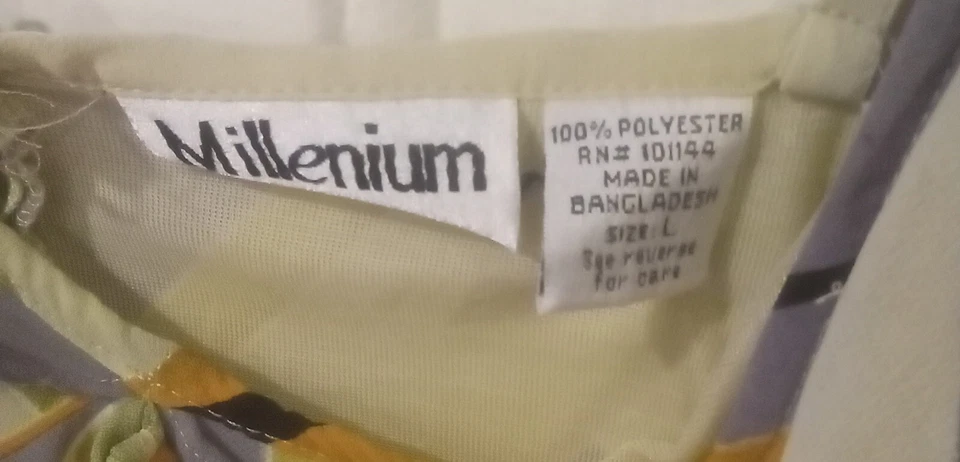 Millenium
100% POLYESTER
RN# 101144
MADE IN
BANGLADESH
SIZE: L
See reverse
for care